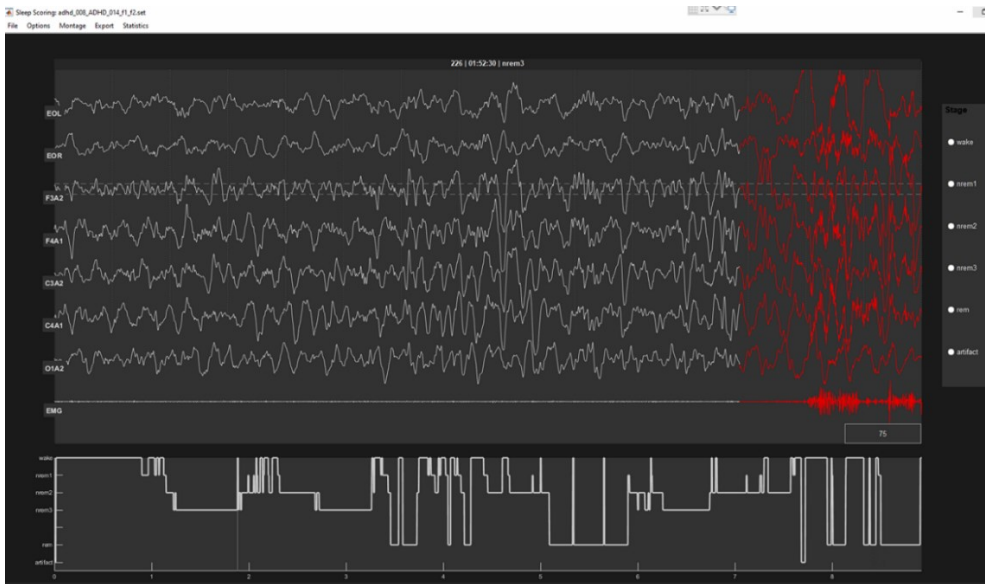 Sleep Scoring: adhd_008_ADHD_014_f1_f2.set
File Options Montage Export Statistics
226 | 01:52:30 | nrem3
EOL
EOR
F3A2
F4A1
C3A2
C4A1
O1A2
EMG
Stage
wake
nrem1
nrem2
nrem3
rem
artifact
75
wake
nrem1
nrem2
nrem3
rem
artifact
0 1 2 3 4 5 6 7 8